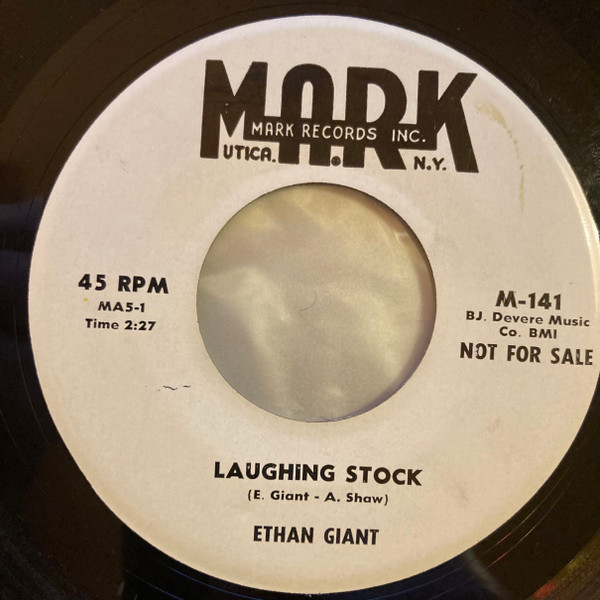 MARK
MARK RECORDS INC.
UTICA. N.Y.
45 RPM
MA5-1
Time 2:27
M-141
BJ. Devere Music
Co. BMI
NOT FOR SALE
LAUGHING STOCK
(E. Giant - A. Shaw)
ETHAN GIANT